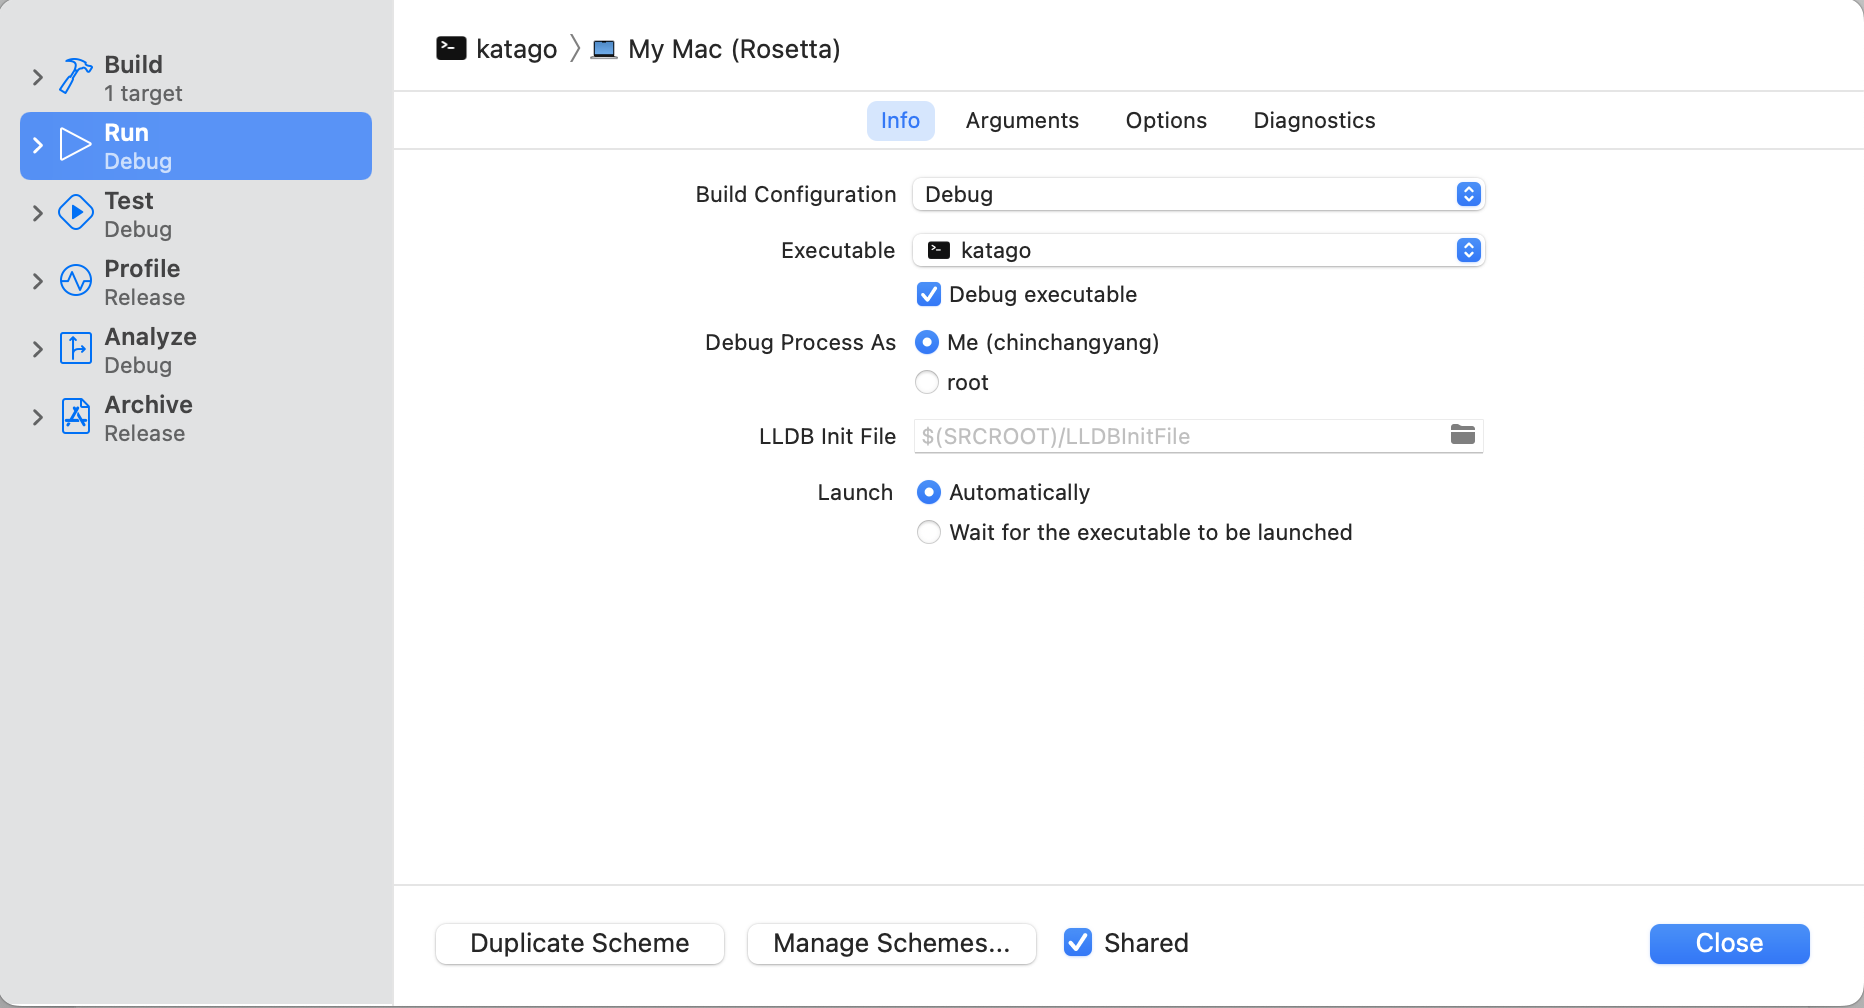 Build
1 target
Run
Debug
Test
Debug
Profile
Release
Analyze
Debug
Archive
Release
katago
My Mac (Rosetta)
Info
Arguments
Options
Diagnostics
Build Configuration
Debug
Executable
katago
Debug executable
Debug Process As
Me (chinchangyang)
root
LLDB Init File
$(SRCROOT)/LLDBInitFile
Launch
Automatically
Wait for the executable to be launched
Duplicate Scheme
Manage Schemes...
Shared
Close